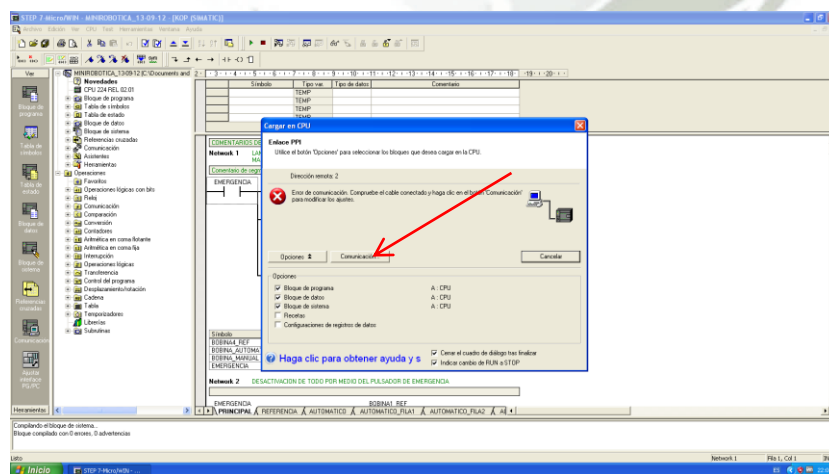 STEP 7-Micro/WIN - MINIROBOTICA_13-09-12 - [KOP (SIMATIC)]
Archivo Edición Ver CPU Test Herramientas Ventana Ayuda
Ver
Bloque de programa
Tabla de símbolos
Tabla de estado
Bloque de datos
Bloque de sistema
Referencias cruzadas
Comunicación
Ajustar interface PG/PC
Herramientas
MINIROBOTICA_13-09-12 (C:\Documents and
Novedades
CPU 224 REL 02.01
Bloque de programa
Tabla de símbolos
Tabla de estado
Bloque de datos
Bloque de sistema
Referencias cruzadas
Comunicación
Asistentes
Herramientas
Operaciones
Favoritos
Operaciones lógicas con bits
Reloj
Comunicación
Comparación
Conversión
Contadores
Aritmética en coma flotante
Aritmética en coma fija
Interrupción
Operaciones lógicas
Transferencia
Control del programa
Desplazamiento/rotación
Cadena
Tabla
Temporizadores
Librerías
Subrutinas
Símbolo Tipo var. Tipo de datos Comentario
TEMP
TEMP
TEMP
COMENTARIOS DE
Network 1
Comentario de segm
EMERGENCIA
Símbolo
BOBINA4_REF
BOBINA_AUTOMA
BOBINA_MANUAL
EMERGENCIA
Network 2 DESACTIVACION DE TODO POR MEDIO DEL PULSADOR DE EMERGENCIA
EMERGENCIA BOBINA1_REF
PRINCIPAL REFERENCIA AUTOMATICO AUTOMATICO_FILA1 AUTOMATICO_FILA2
Cargar en CPU
Enlace PPI
Utilice el botón 'Opciones' para seleccionar los bloques que desea cargar en la CPU.
Dirección remota: 2
Error de comunicación. Compruebe el cable conectado y haga clic en el botón 'Comunicación'
para modificar los ajustes.
Opciones Comunicación Cancelar
Opciones
Bloque de programa A : CPU
Bloque de datos A : CPU
Bloque de sistema A : CPU
Recetas
Configuraciones de registros de datos
Haga clic para obtener ayuda y s
Cerrar el cuadro de diálogo tras finalizar
Indicar cambio de RUN a STOP
Compilando el bloque de sistema...
Bloque compilado con 0 errores, 0 advertencias
Listo
Network 1 Fila 1, Col 1
Inicio STEP 7-Micro/WIN - ... ES